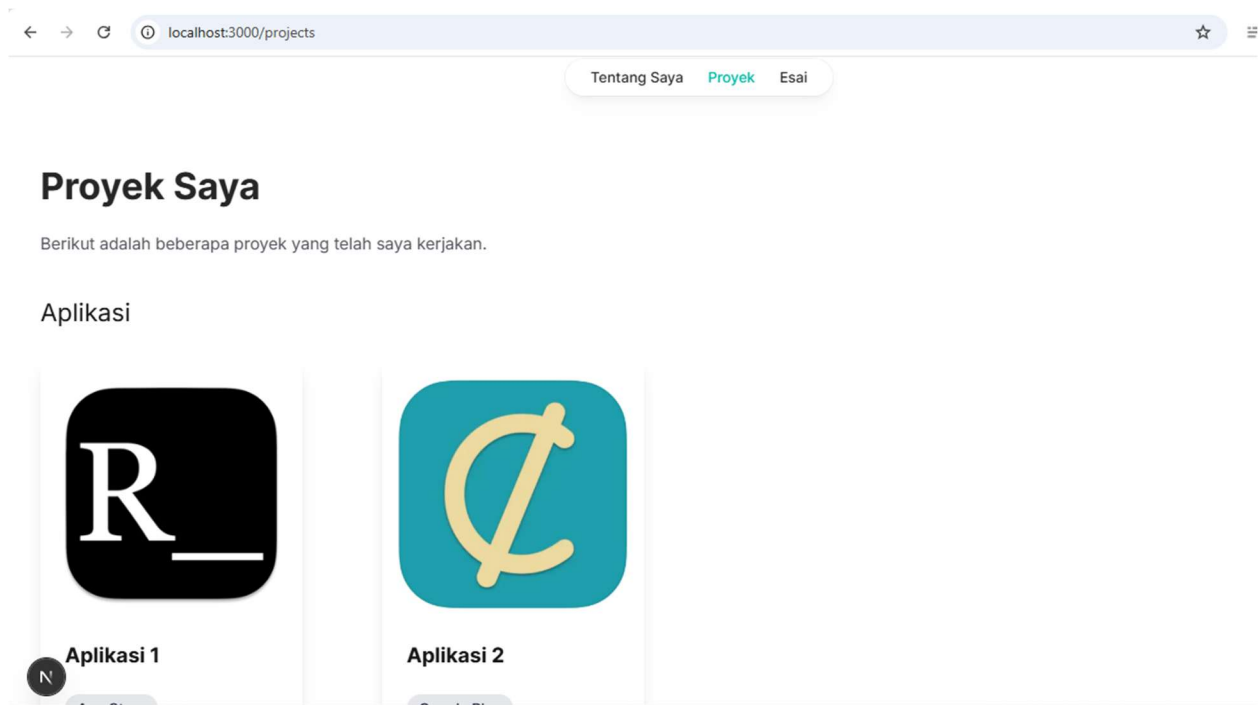 localhost:3000/projects
Tentang Saya Proyek Esai
Proyek Saya
Berikut adalah beberapa proyek yang telah saya kerjakan.
Aplikasi
R_
₡
Aplikasi 1
Aplikasi 2
N